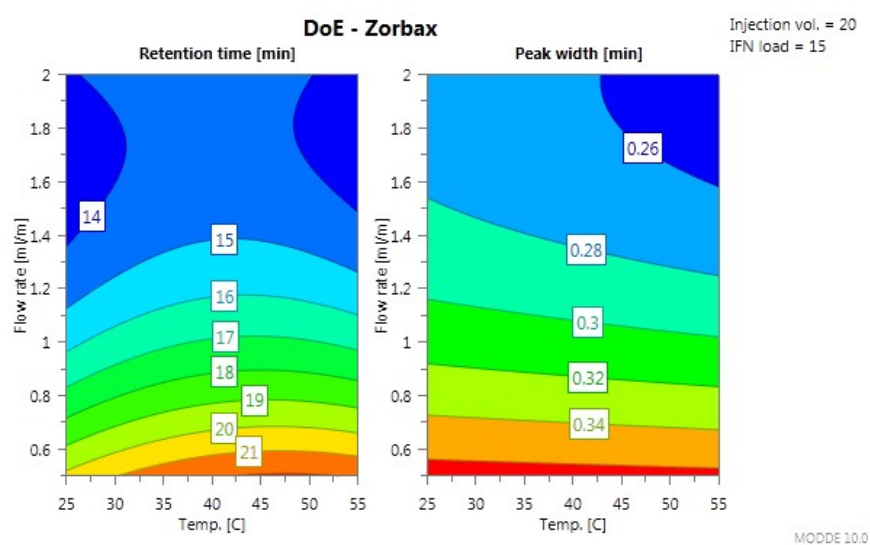 DoE - Zorbax
Injection vol. = 20
IFN load = 15
Retention time [min]
Flow rate [ml/m]
2
1.8
1.6
1.4
1.2
1
0.8
0.6
14
15
16
17
18
19
20
21
25 30 35 40 45 50 55
Temp. [C]
Peak width [min]
Flow rate [ml/m]
2
1.8
1.6
1.4
1.2
1
0.8
0.6
0.26
0.28
0.3
0.32
0.34
25 30 35 40 45 50 55
Temp. [C]
MODDE 10.0